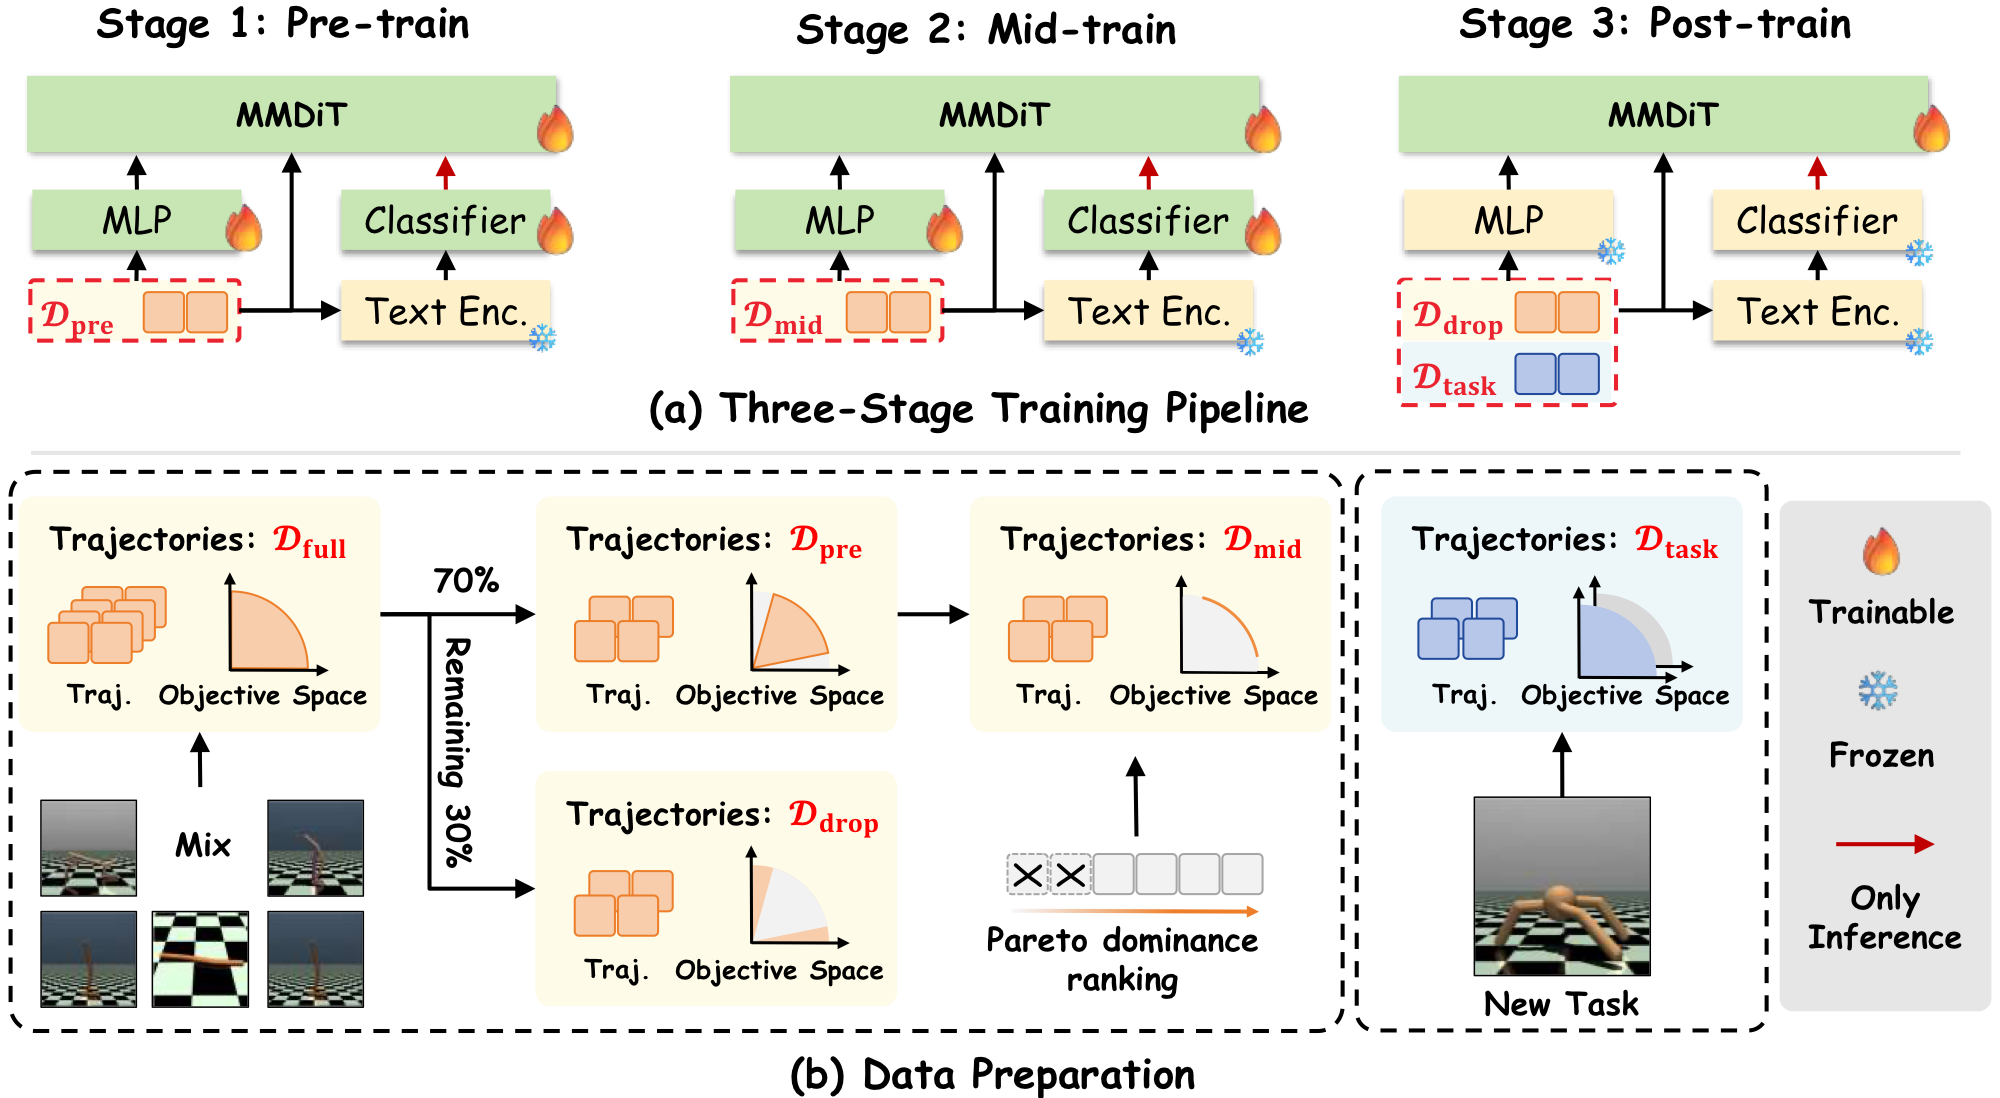 Stage 1: Pre-train
Stage 2: Mid-train
Stage 3: Post-train
MMDiT
MMDiT
MMDiT
MLP
Classifier
MLP
Classifier
MLP
Classifier
𝒟pre
Text Enc.
𝒟mid
Text Enc.
𝒟drop
Text Enc.
𝒟task
(a) Three-Stage Training Pipeline
Trajectories: 𝒟full
Traj.
Objective Space
Mix
70%
Remaining 30%
Trajectories: 𝒟pre
Traj.
Objective Space
Trajectories: 𝒟drop
Traj.
Objective Space
Trajectories: 𝒟mid
Traj.
Objective Space
Pareto dominance
ranking
Trajectories: 𝒟task
Traj.
Objective Space
New Task
Trainable
Frozen
Only
Inference
(b) Data Preparation